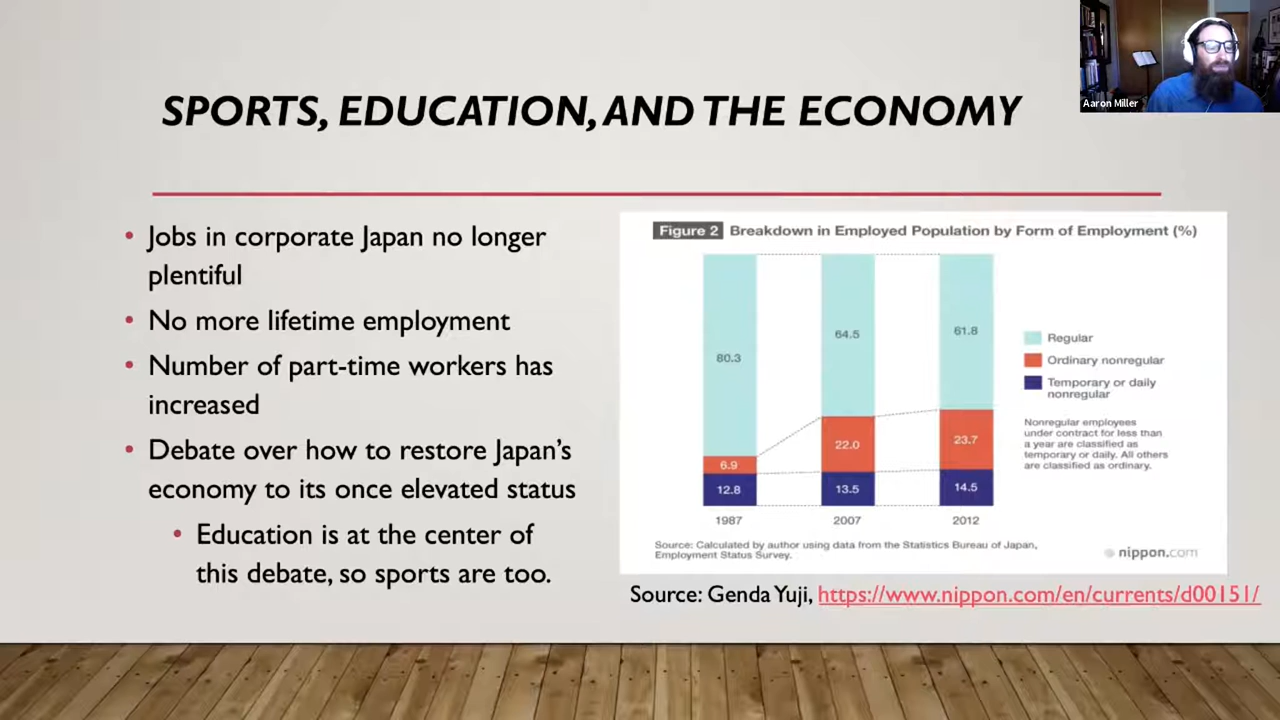 Aaron Miller
SPORTS, EDUCATION, AND THE ECONOMY
• Jobs in corporate Japan no longer
plentiful
• No more lifetime employment
• Number of part-time workers has
increased
• Debate over how to restore Japan's
economy to its once elevated status
• Education is at the center of
this debate, so sports are too.
Figure 2 Breakdown in Employed Population by Form of Employment (%)
80.3
64.5
61.8
6.9
22.0
23.7
12.8
13.5
14.5
1987
2007
2012
Regular
Ordinary nonregular
Temporary or daily
nonregular
Nonregular employees
under contract for less than
a year are classified as
temporary or daily. All others
are classified as ordinary.
Source: Calculated by author using data from the Statistics Bureau of Japan,
Employment Status Survey.
nippon.com
Source: Genda Yuji, https://www.nippon.com/en/currents/d00151/